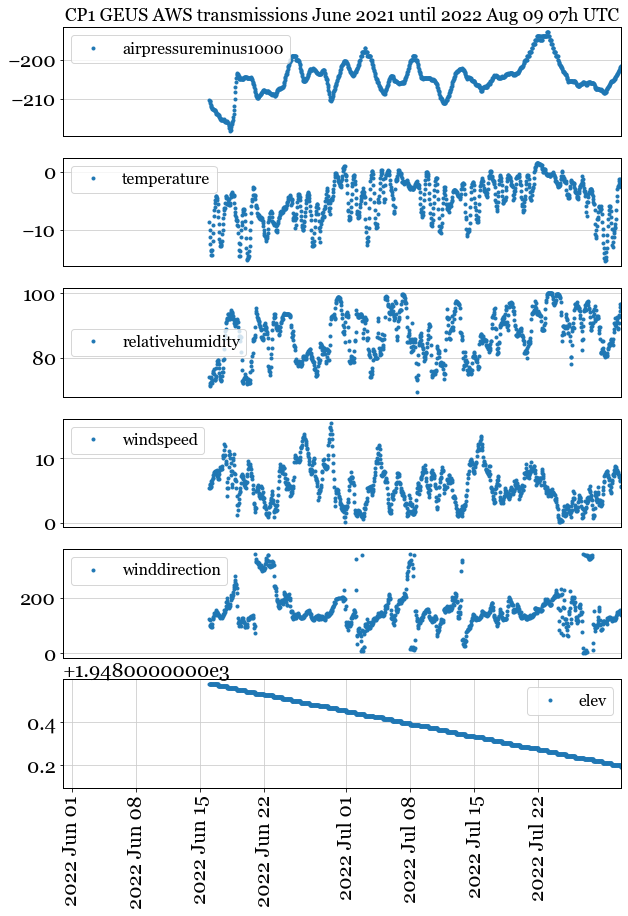 CP1 GEUS AWS transmissions June 2021 until 2022 Aug 09 07h UTC
airpressureminus1000
−200
−210
temperature
0
−10
relativehumidity
100
80
windspeed
10
0
winddirection
200
0
+1.9480000000e3
elev
0.4
0.2
2022 Jun 01
2022 Jun 08
2022 Jun 15
2022 Jun 22
2022 Jul 01
2022 Jul 08
2022 Jul 15
2022 Jul 22